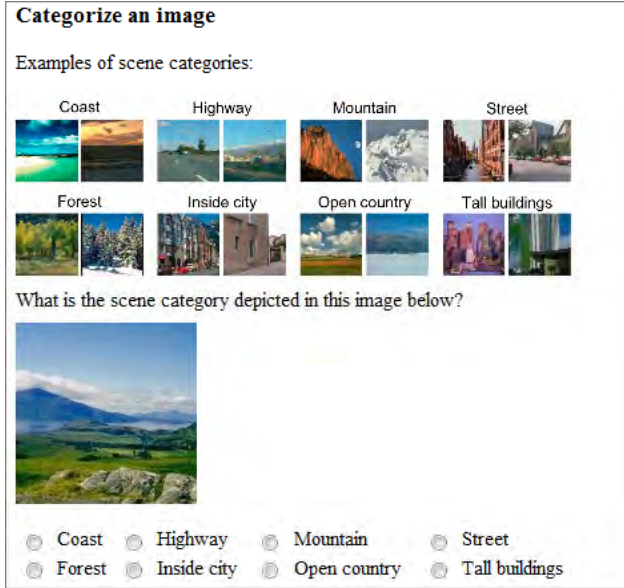 Categorize an image
Examples of scene categories:
Coast Highway Mountain Street
Forest Inside city Open country Tall buildings
What is the scene category depicted in this image below?
Coast Highway Mountain Street
Forest Inside city Open country Tall buildings